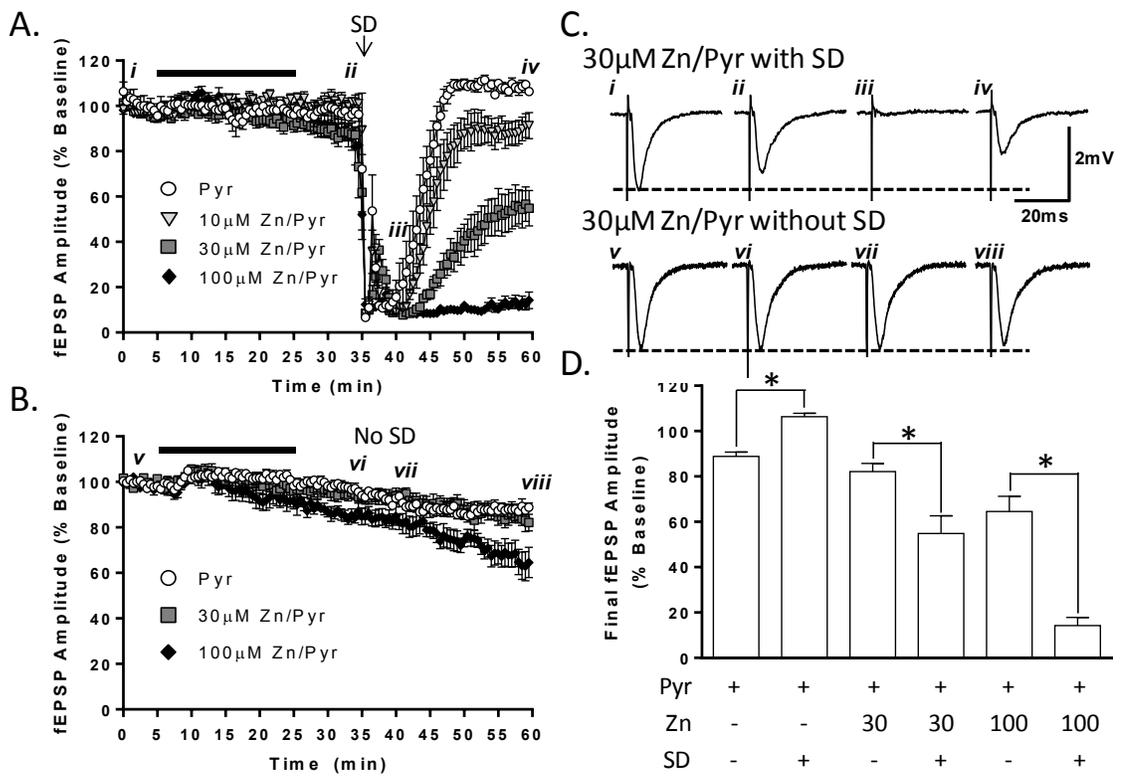 A.
SD
fEPSP Amplitude (% Baseline)
120
100
80
60
40
20
0
i
ii
iii
iv
Pyr
10µM Zn/Pyr
30µM Zn/Pyr
100µM Zn/Pyr
0 5 10 15 20 25 30 35 40 45 50 55 60
Time (min)
B.
No SD
fEPSP Amplitude (% Baseline)
120
100
80
60
40
20
0
v
vi
vii
viii
Pyr
30µM Zn/Pyr
100µM Zn/Pyr
0 5 10 15 20 25 30 35 40 45 50 55 60
Time (min)
C.
30µM Zn/Pyr with SD
i ii iii iv
2mV
20ms
30µM Zn/Pyr without SD
v vi vii viii
D.
Final fEPSP Amplitude
(% Baseline)
120
100
80
60
40
20
0
* * *
Pyr + + + + + +
Zn - - 30 30 100 100
SD - + - + - +